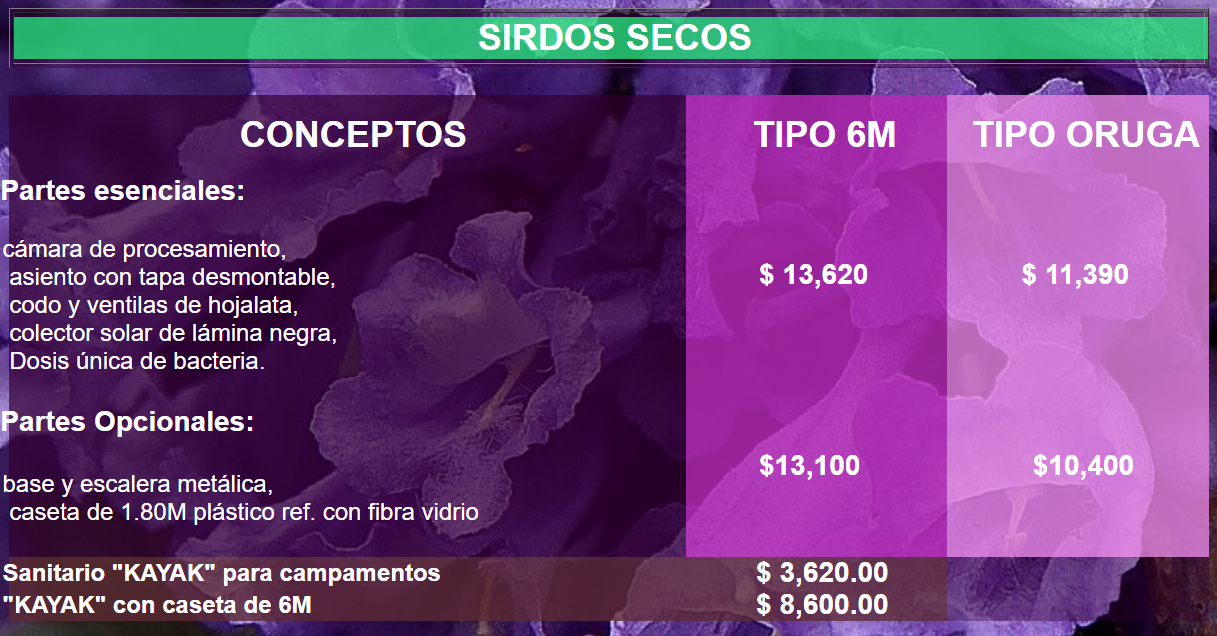 SIRDOS SECOS
CONCEPTOS TIPO 6M TIPO ORUGA
Partes esenciales:
cámara de procesamiento,
asiento con tapa desmontable,
$ 13,620 $ 11,390
codo y ventilas de hojalata,
colector solar de lámina negra,
Dosis única de bacteria.
Partes Opcionales:
$13,100 $10,400
base y escalera metálica,
caseta de 1.80M plástico ref. con fibra vidrio
Sanitario "KAYAK" para campamentos $ 3,620.00
"KAYAK" con caseta de 6M $ 8,600.00